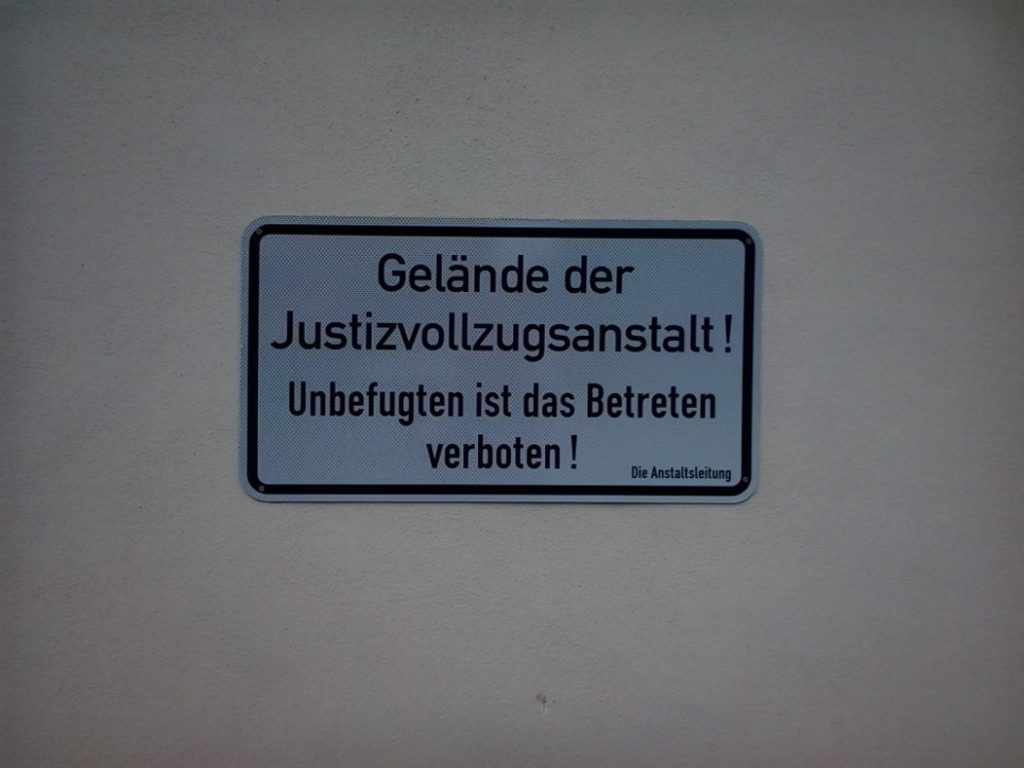 Gelände der
Justizvollzugsanstalt!
Unbefugten ist das Betreten
verboten!
Die Anstaltsleitung